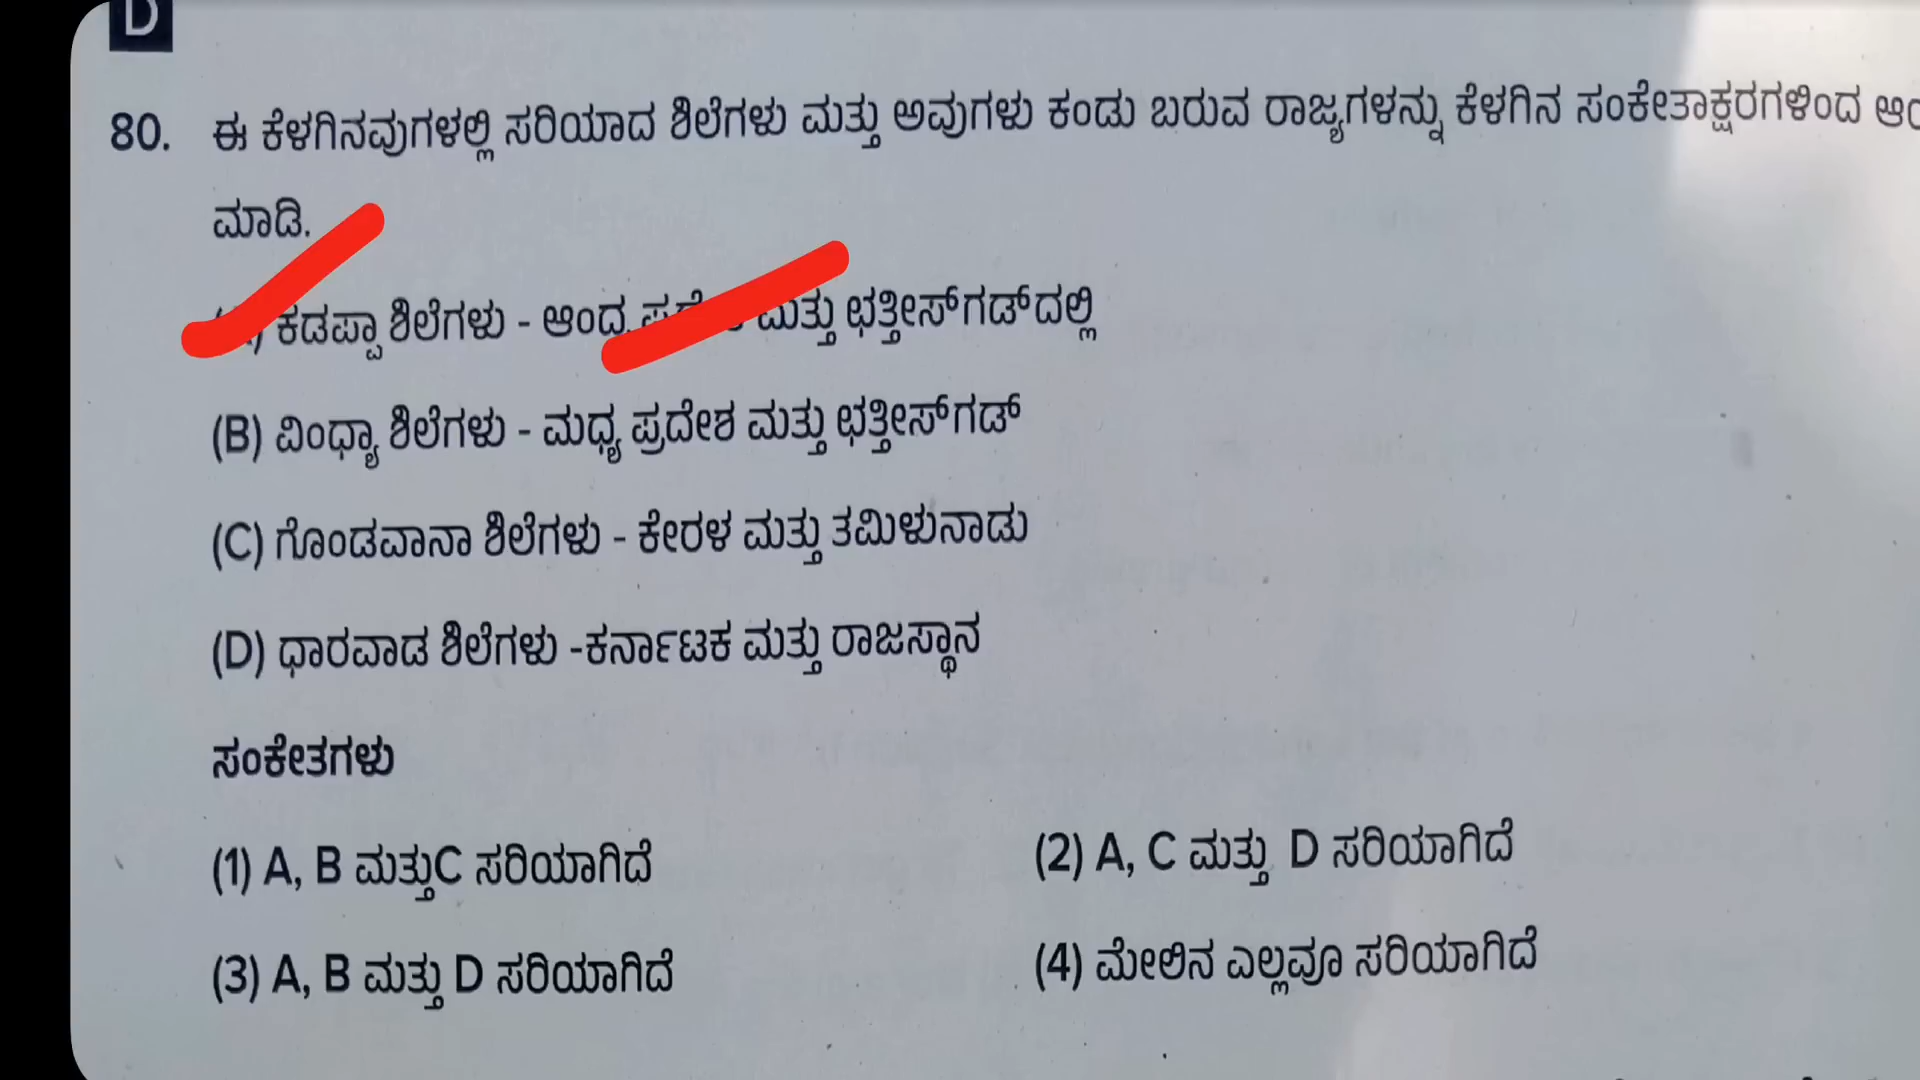 D
80. ಈ ಕೆಳಗಿನವುಗಳಲ್ಲಿ ಸರಿಯಾದ ಶಿಲೆಗಳು ಮತ್ತು ಅವುಗಳು ಕಂಡು ಬರುವ ರಾಜ್ಯಗಳನ್ನು ಕೆಳಗಿನ ಸಂಕೇತಾಕ್ಷರಗಳಿಂದ
ಮಾಡಿ.
ಕಡಪ್ಪಾ ಶಿಲೆಗಳು - ಆಂಧ್ರ ಮತ್ತು ಛತ್ತೀಸ್‌ಗಡ್‌ದಲ್ಲಿ
(B) ವಿಂಧ್ಯಾ ಶಿಲೆಗಳು - ಮಧ್ಯ ಪ್ರದೇಶ ಮತ್ತು ಛತ್ತೀಸ್‌ಗಡ್
(C) ಗೊಂಡವಾನಾ ಶಿಲೆಗಳು - ಕೇರಳ ಮತ್ತು ತಮಿಳುನಾಡು
(D) ಧಾರವಾಡ ಶಿಲೆಗಳು -ಕರ್ನಾಟಕ ಮತ್ತು ರಾಜಸ್ಥಾನ
ಸಂಕೇತಗಳು
(1) A, B ಮತ್ತುC ಸರಿಯಾಗಿದೆ
(2) A, C ಮತ್ತು D ಸರಿಯಾಗಿದೆ
(3) A, B ಮತ್ತು D ಸರಿಯಾಗಿದೆ
(4) ಮೇಲಿನ ಎಲ್ಲವೂ ಸರಿಯಾಗಿದೆ